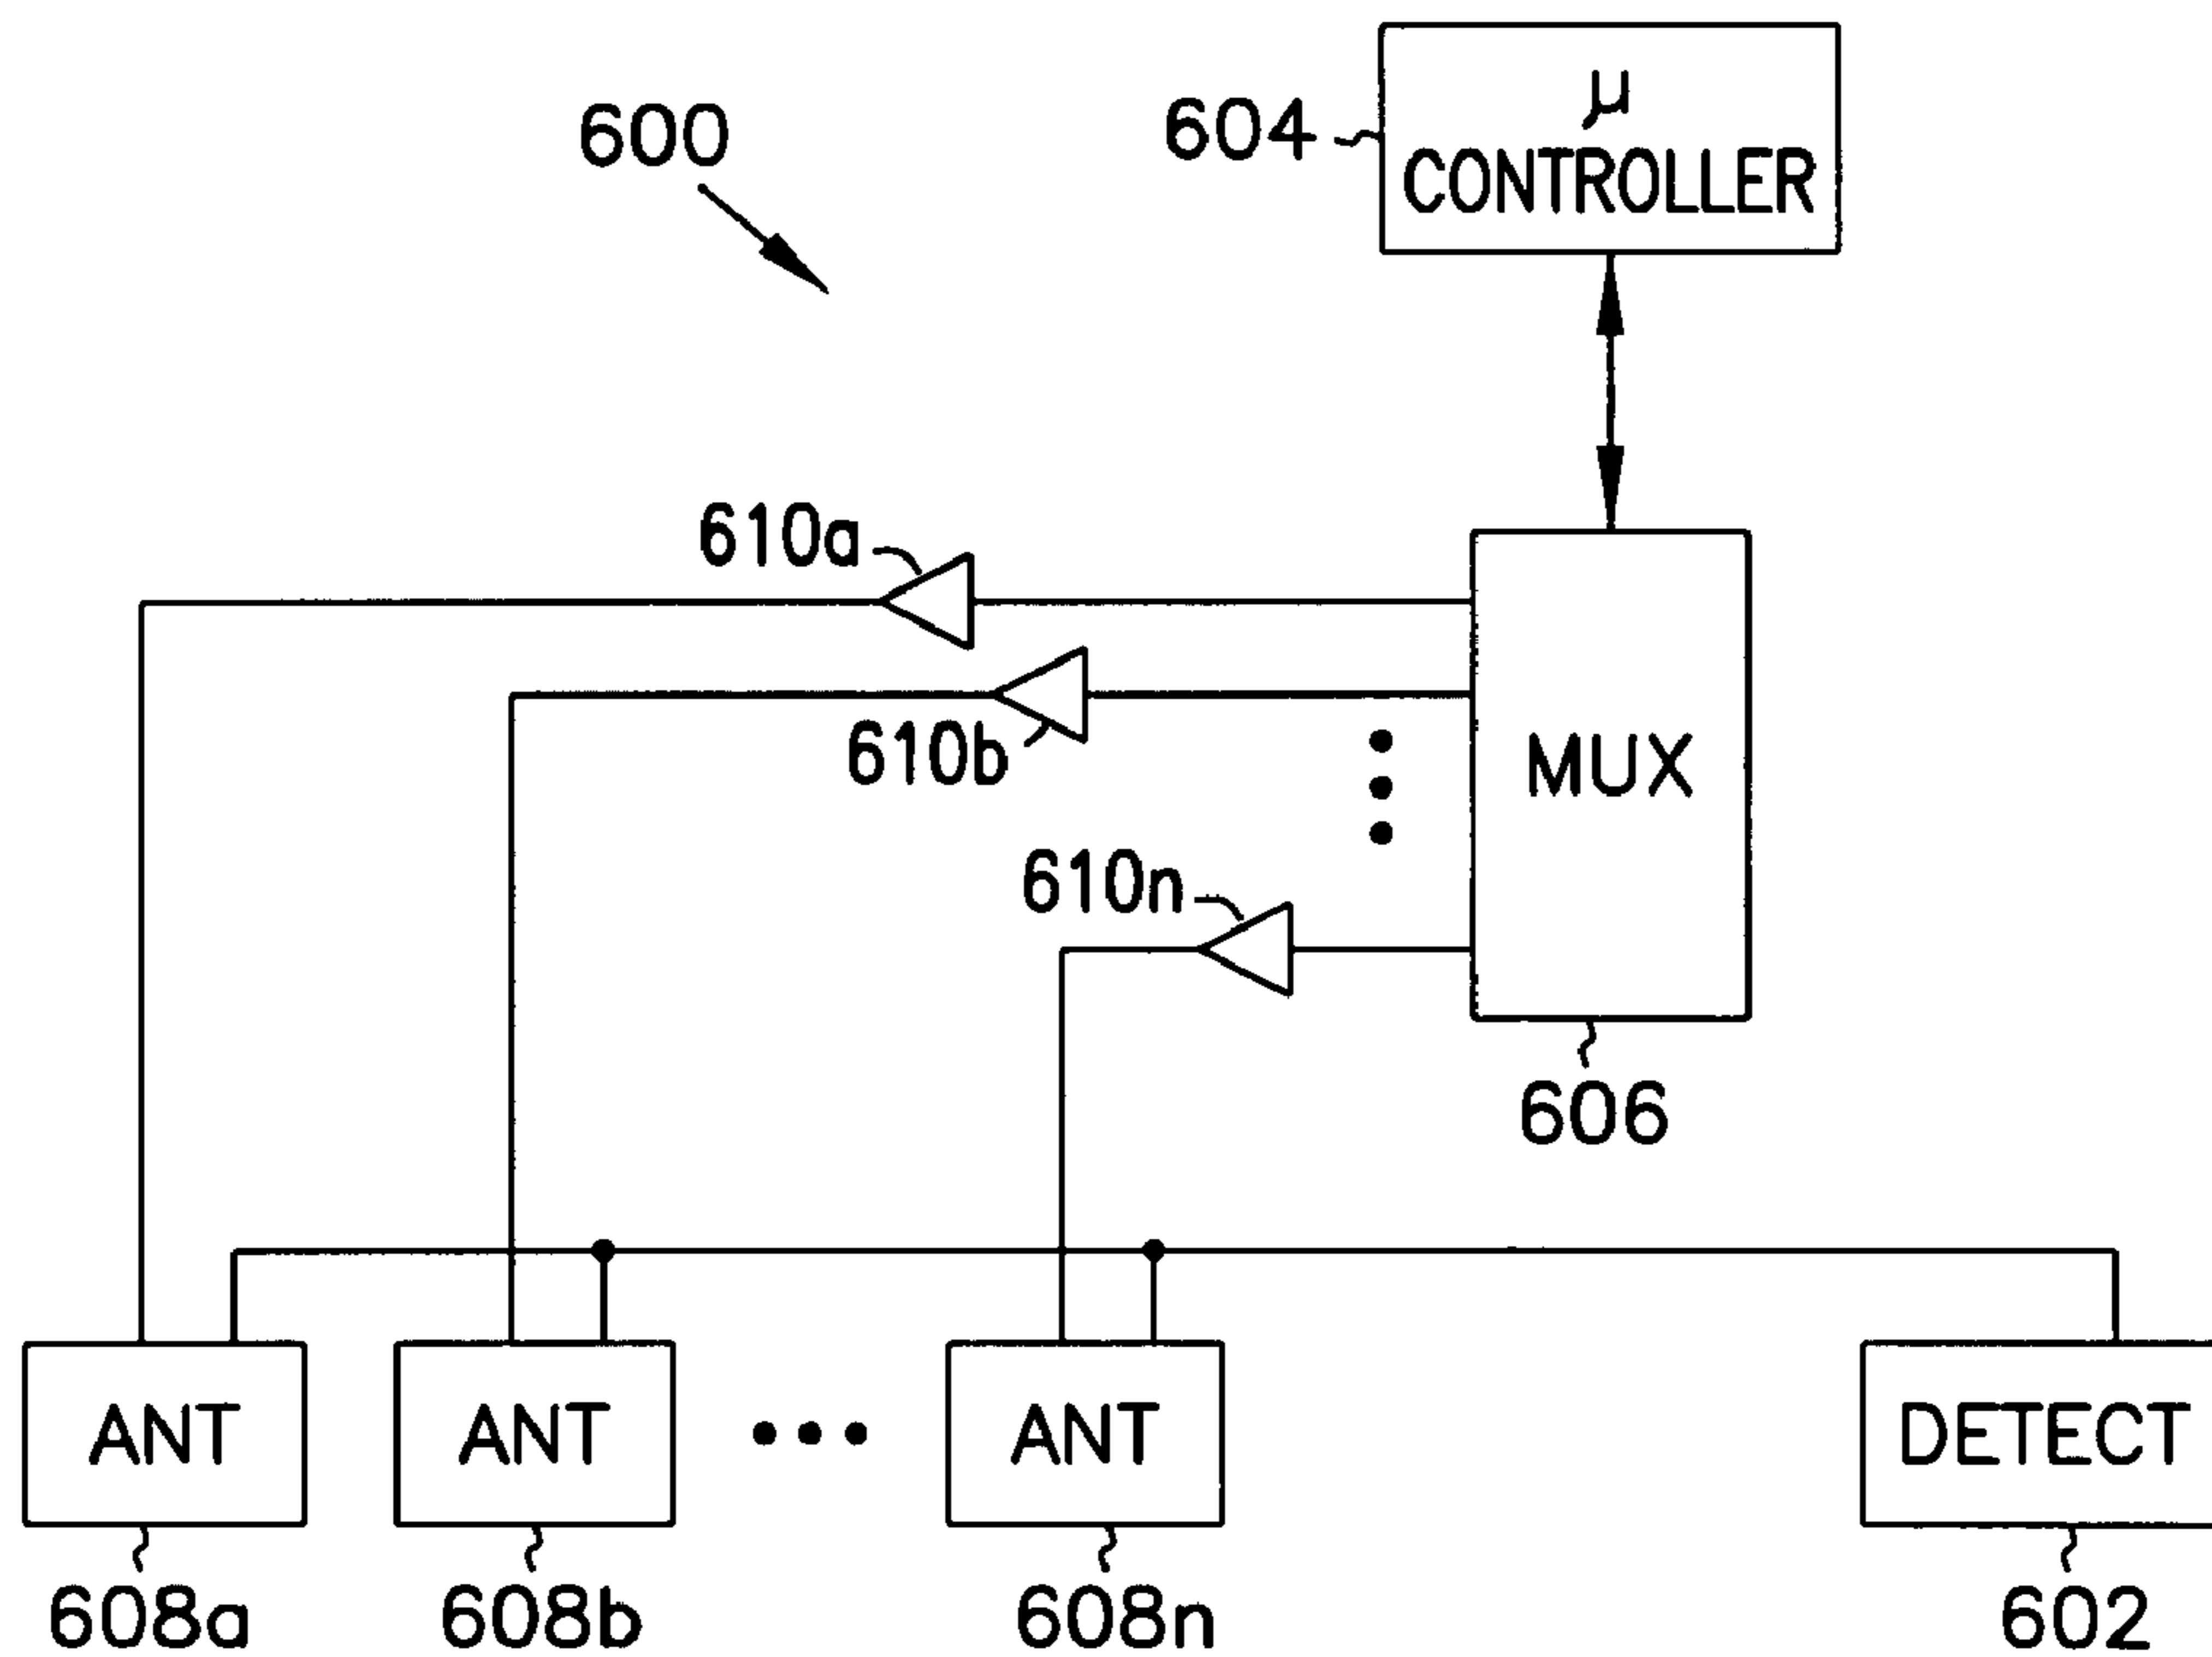 600
604
μ
CONTROLLER
610a
610b
MUX
610n
606
ANT
ANT
ANT
DETECT
608a
608b
608n
602